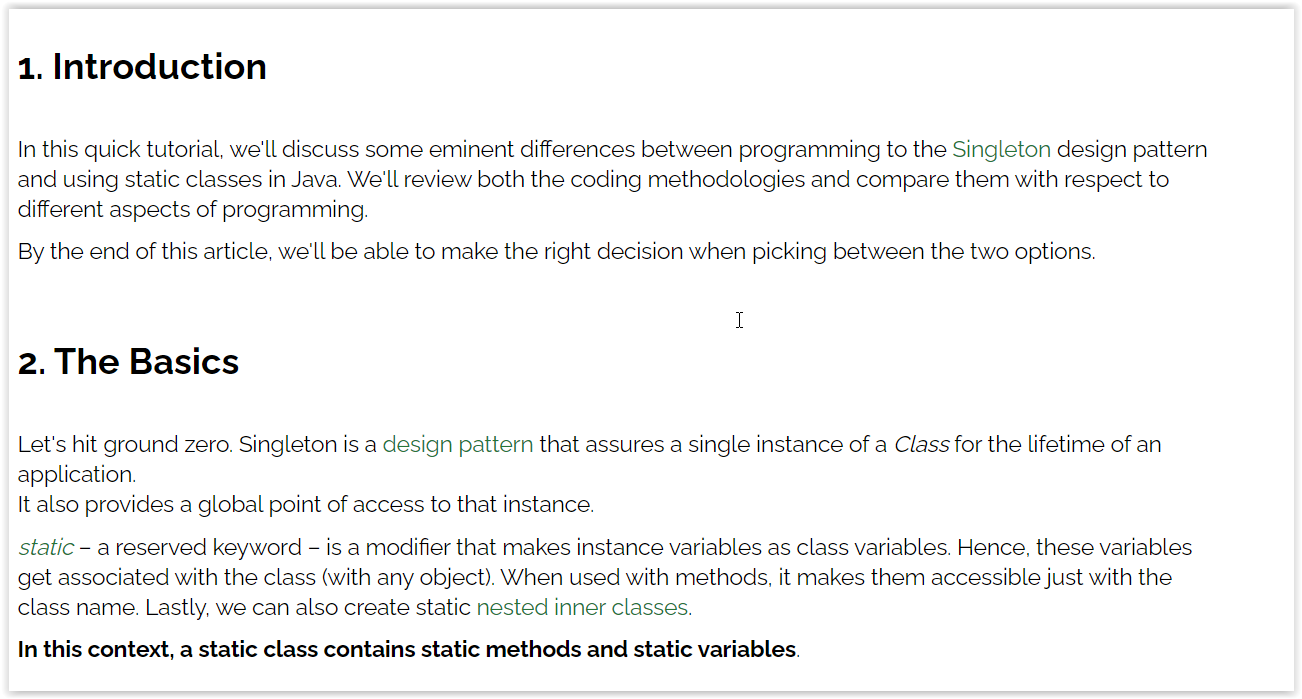 1. Introduction
In this quick tutorial, we'll discuss some eminent differences between programming to the Singleton design pattern
and using static classes in Java. We'll review both the coding methodologies and compare them with respect to
different aspects of programming.
By the end of this article, we'll be able to make the right decision when picking between the two options.
2. The Basics
Let's hit ground zero. Singleton is a design pattern that assures a single instance of a Class for the lifetime of an
application.
It also provides a global point of access to that instance.
static – a reserved keyword – is a modifier that makes instance variables as class variables. Hence, these variables
get associated with the class (with any object). When used with methods, it makes them accessible just with the
class name. Lastly, we can also create static nested inner classes.
In this context, a static class contains static methods and static variables.